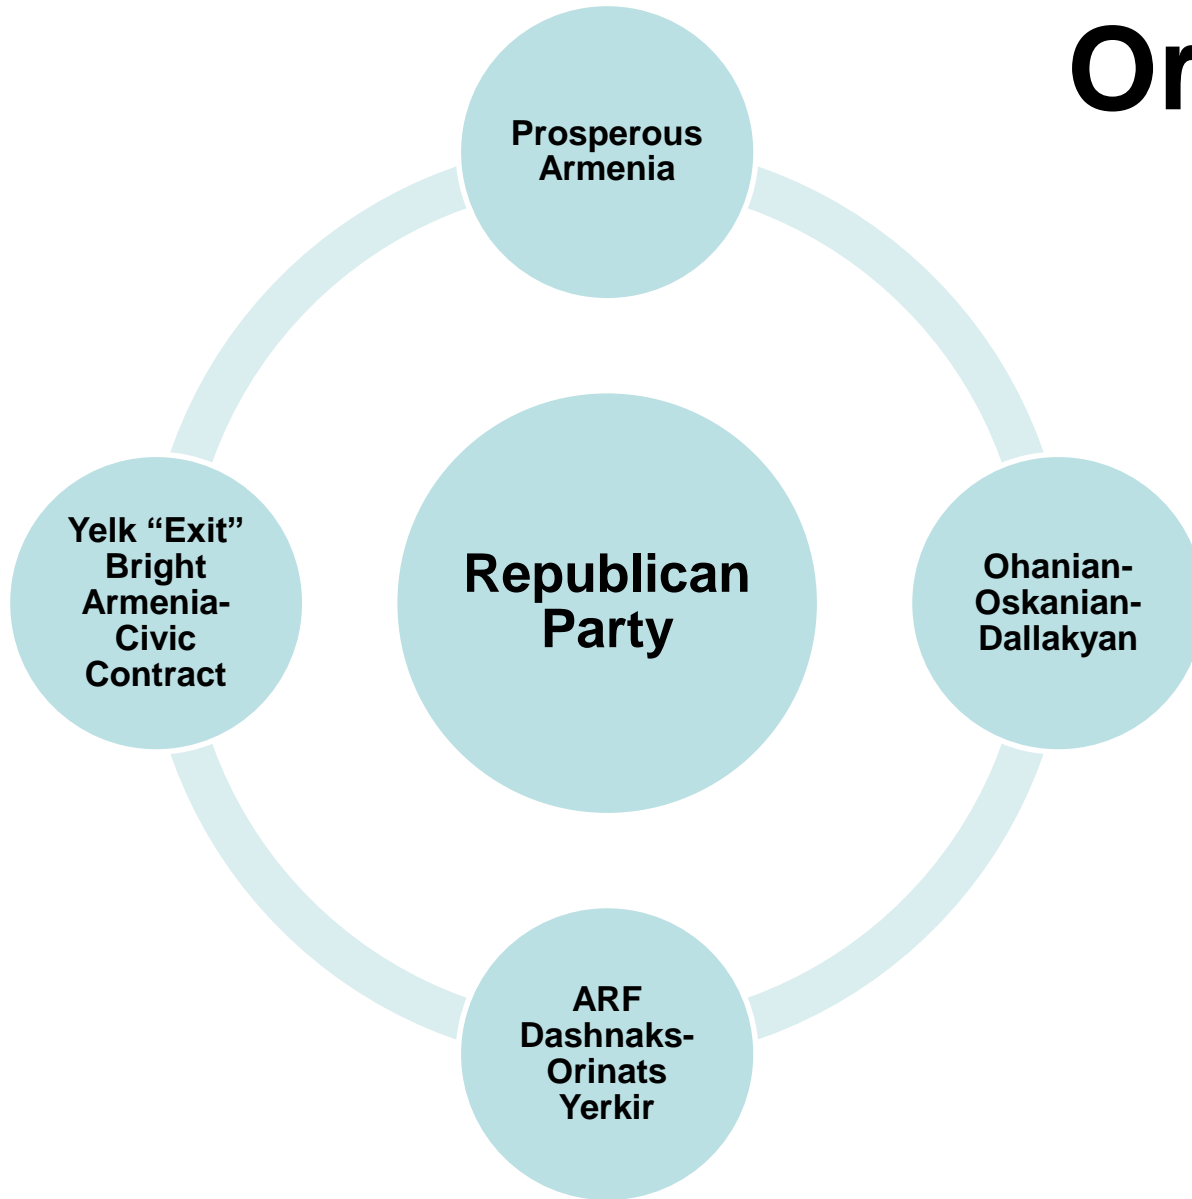 Or
Prosperous
Armenia
Yelk “Exit”
Bright
Armenia-
Civic
Contract
Republican
Party
Ohanian-
Oskanian-
Dallakyan
ARF
Dashnaks-
Orinats
Yerkir